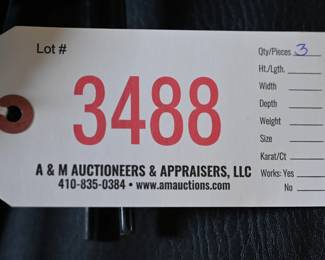 Lot #
3488
A & M AUCTIONEERS & APPRAISERS, LLC
410-835-0384 • www.amauctions.com
Qty/Pieces 3
Ht./Lgth.
Width
Depth
Weight
Size
Karat/Ct
Works: Yes
No